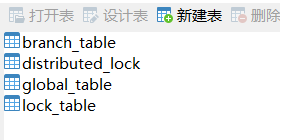 打开表 设计表 新建表 删除
branch_table
distributed_lock
global_table
lock_table